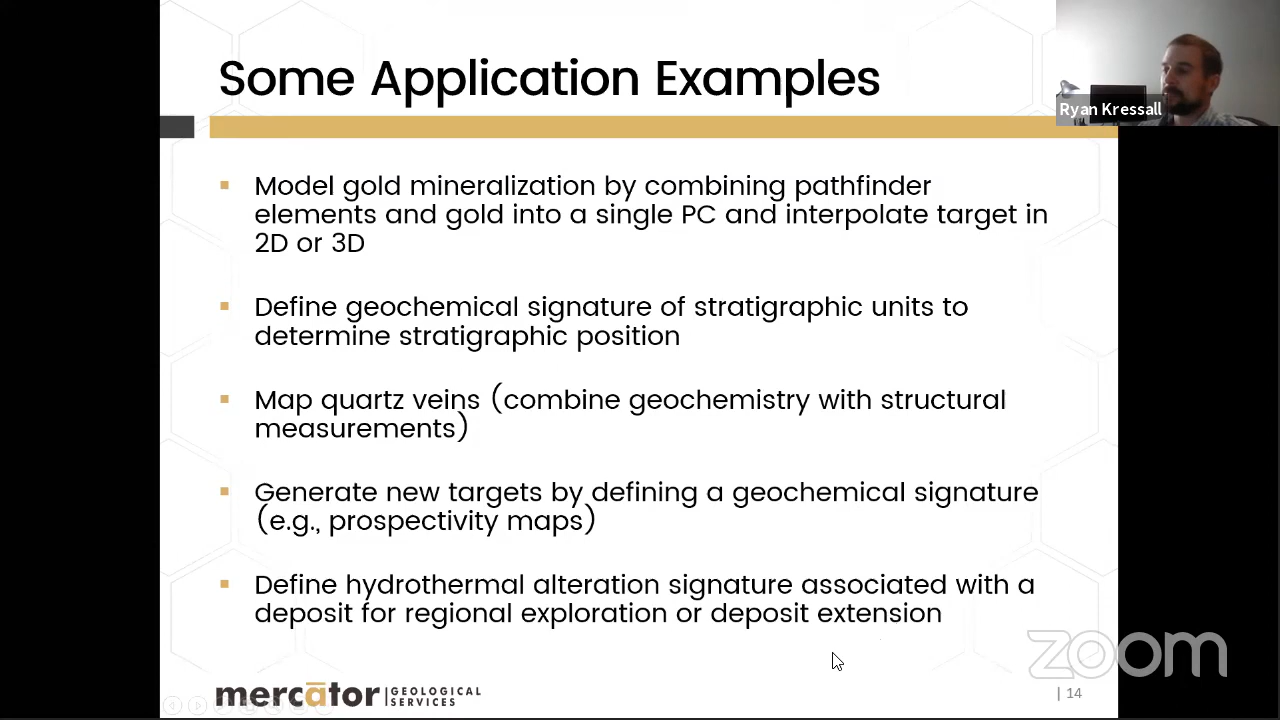 Some Application Examples
Ryan Kressall
Model gold mineralization by combining pathfinder
elements and gold into a single PC and interpolate target in
2D or 3D
Define geochemical signature of stratigraphic units to
determine stratigraphic position
Map quartz veins (combine geochemistry with structural
measurements)
Generate new targets by defining a geochemical signature
(e.g., prospectivity maps)
Define hydrothermal alteration signature associated with a
deposit for regional exploration or deposit extension
zoom
mercātor | GEOLOGICAL
SERVICES
| 14